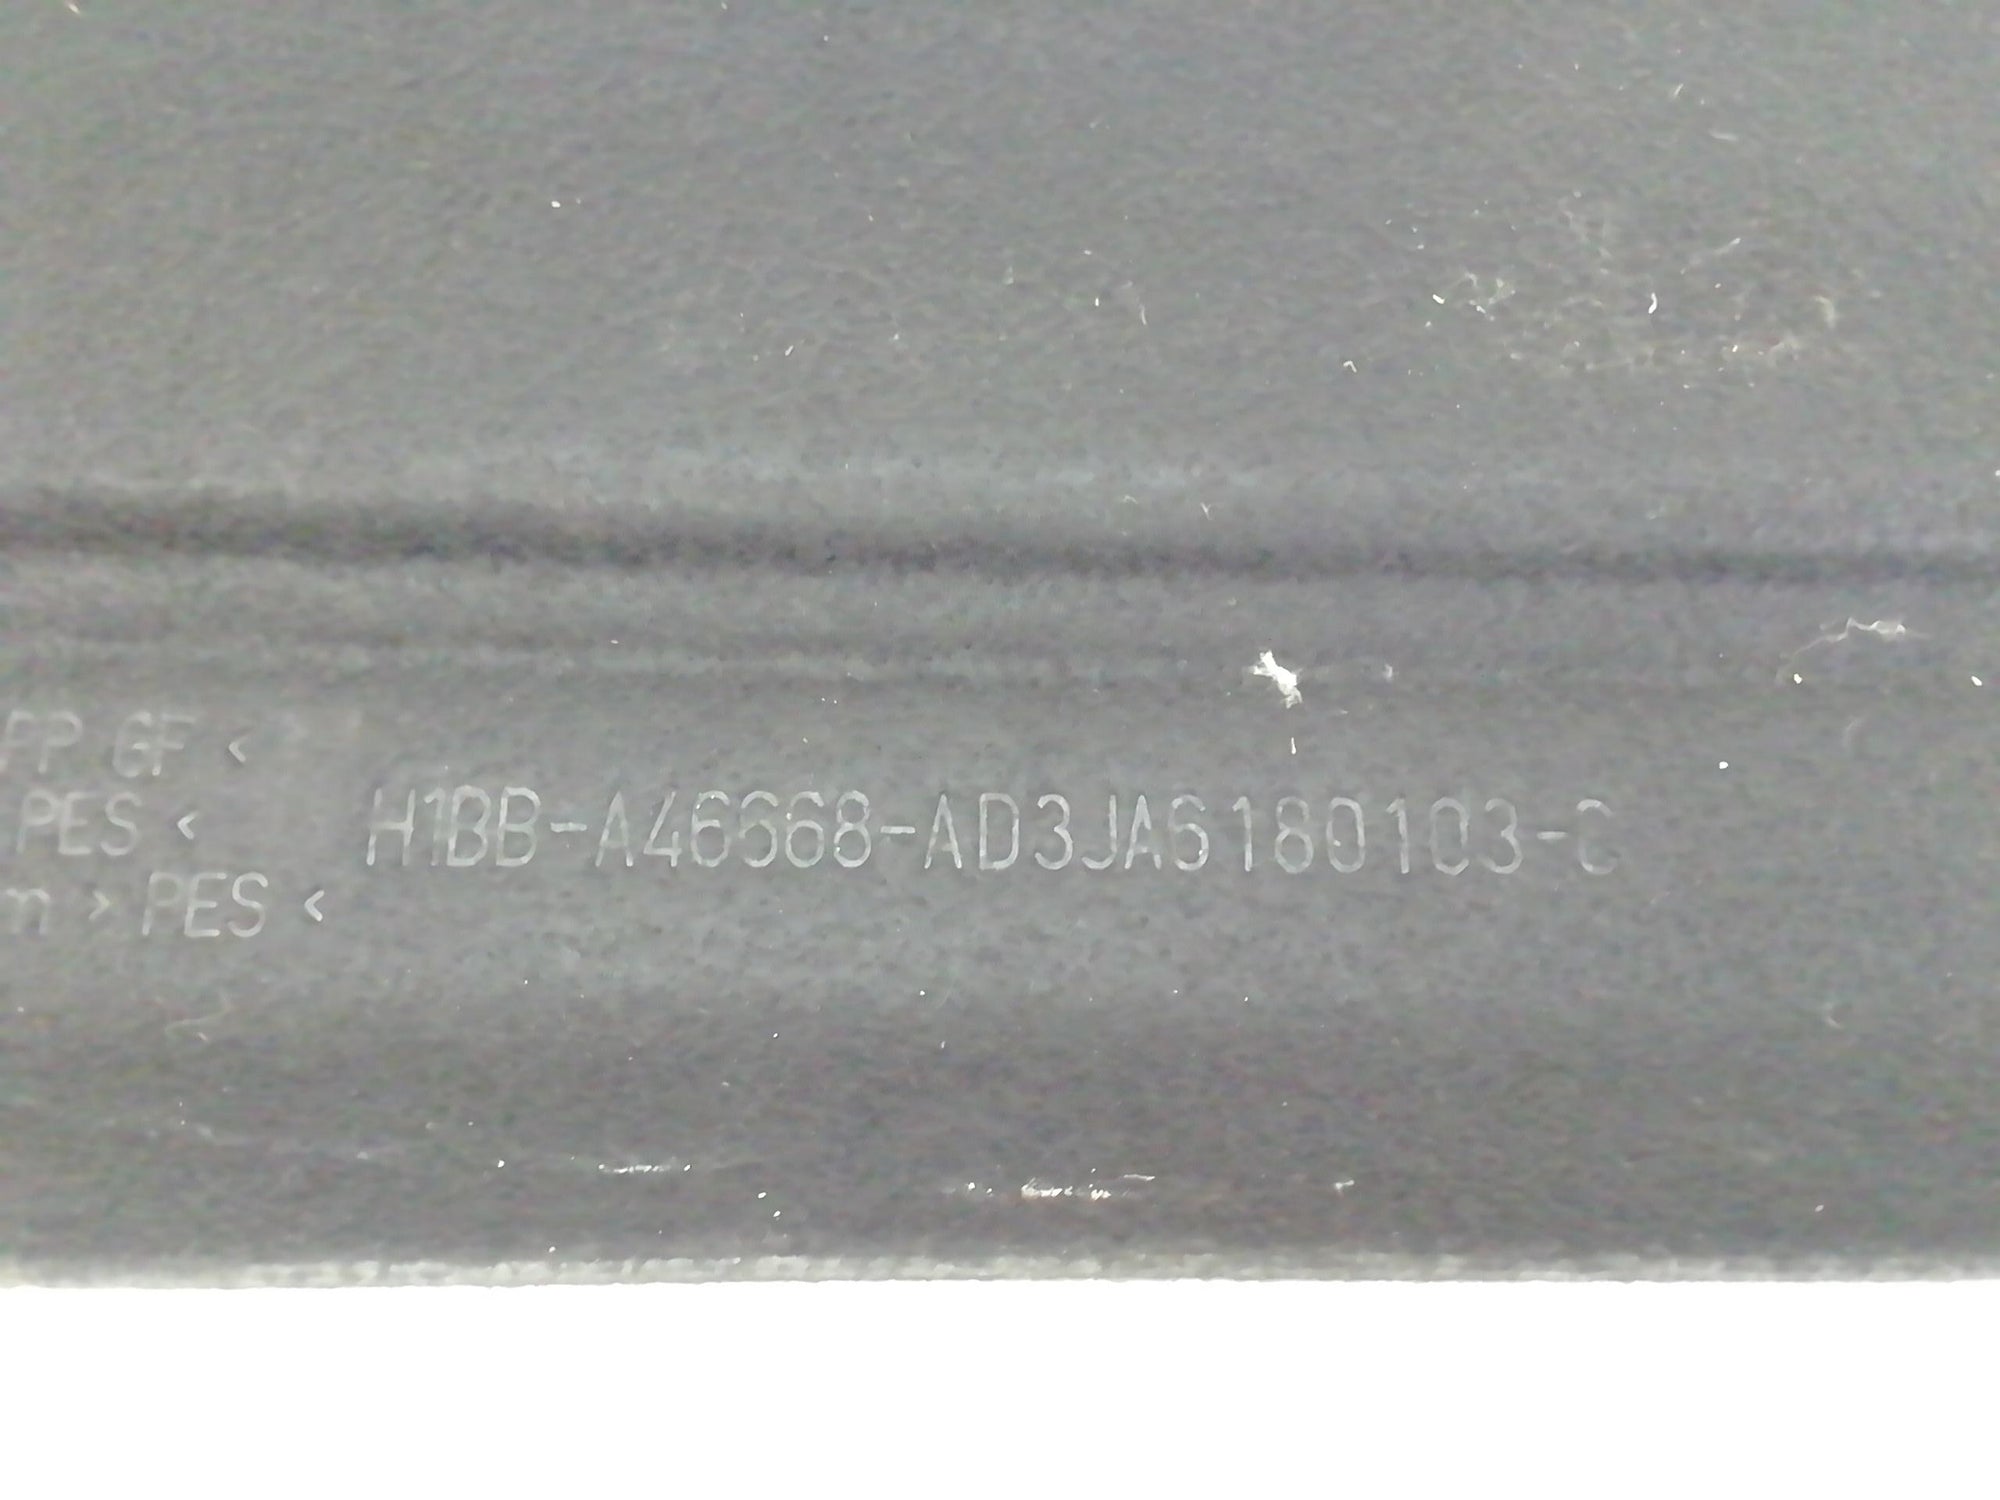 PP GF <
PES <
H1BB-A46668-AD3JA6180103-C
m > PES <